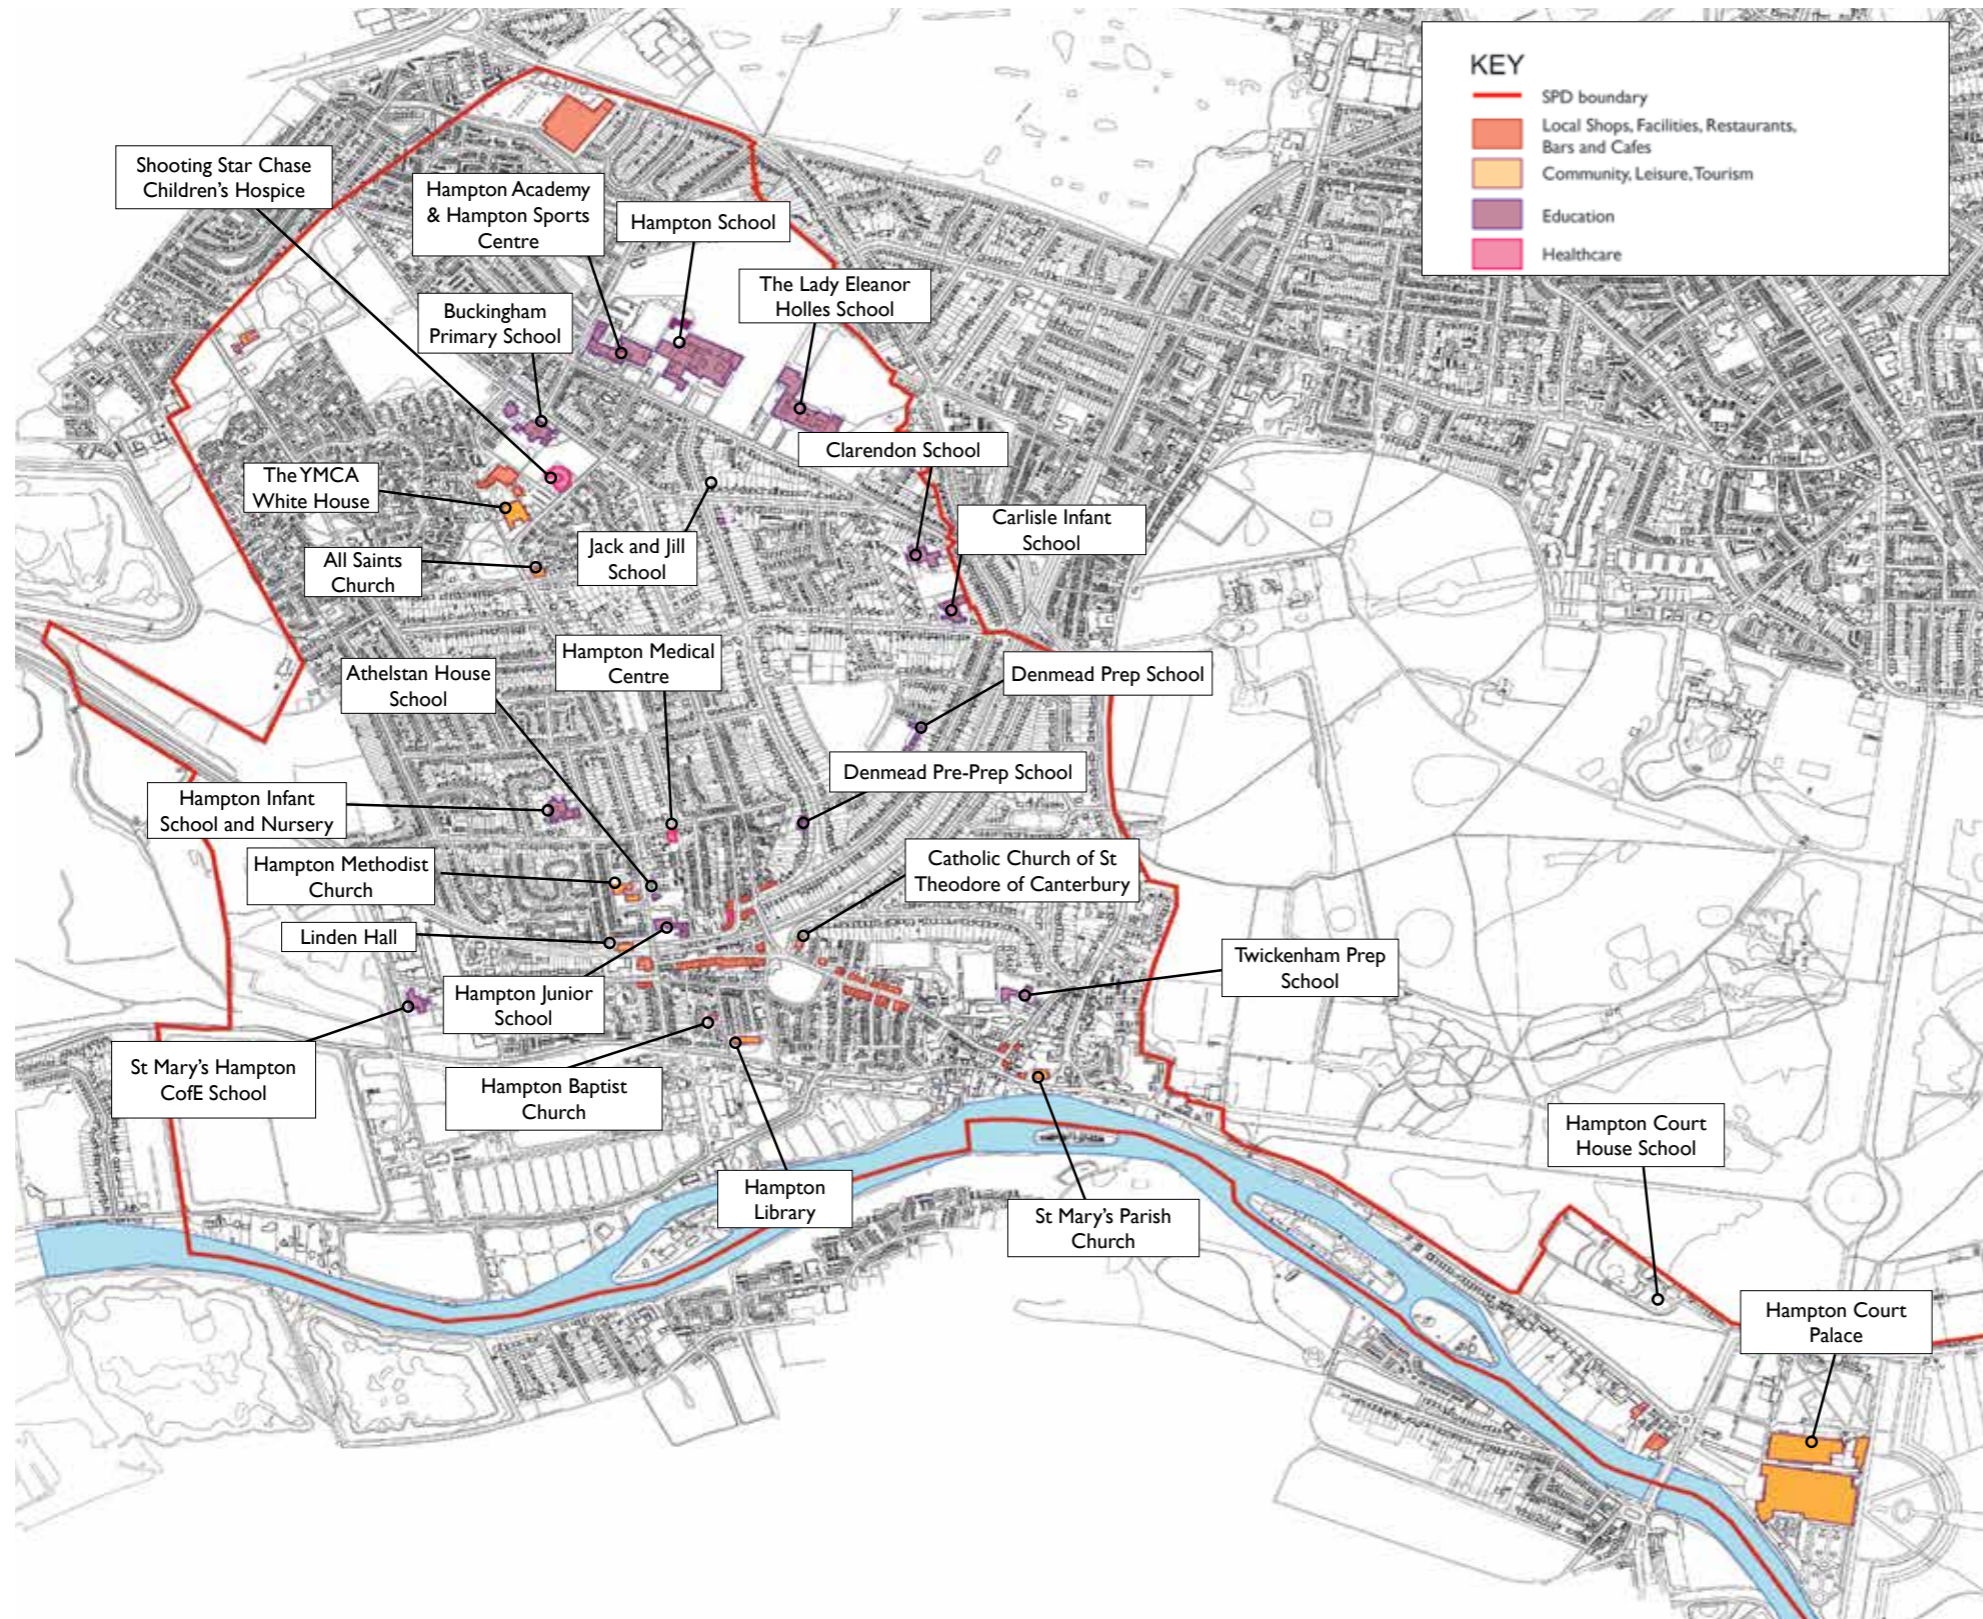 KEY
SPD boundary
Local Shops, Facilities, Restaurants,
Bars and Cafes
Community, Leisure, Tourism
Education
Healthcare
Shooting Star Chase
Children's Hospice
Hampton Academy
& Hampton Sports
Centre
Hampton School
The Lady Eleanor
Holles School
Buckingham
Primary School
Clarendon School
The YMCA
White House
Carlisle Infant
School
Jack and Jill
School
All Saints
Church
Hampton Medical
Centre
Athelstan House
School
Denmead Prep School
Denmead Pre-Prep School
Hampton Infant
School and Nursery
Hampton Methodist
Church
Catholic Church of St
Theodore of Canterbury
Linden Hall
Twickenham Prep
School
Hampton Junior
School
St Mary's Hampton
CofE School
Hampton Baptist
Church
Hampton Court
House School
Hampton
Library
St Mary's Parish
Church
Hampton Court
Palace